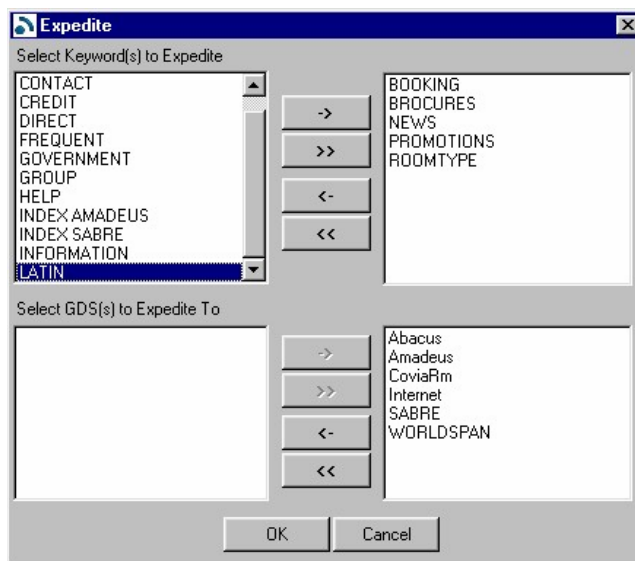 Expedite
Select Keyword(s) to Expedite
CONTACT
CREDIT
DIRECT
FREQUENT
GOVERNMENT
GROUP
HELP
INDEX AMADEUS
INDEX SABRE
INFORMATION
LATIN
->
>>
<-
<<
BOOKING
BROCURES
NEWS
PROMOTIONS
ROOMTYPE
Select GDS(s) to Expedite To
->
>>
<-
<<
Abacus
Amadeus
CoviaRm
Internet
SABRE
WORLDSPAN
OK
Cancel